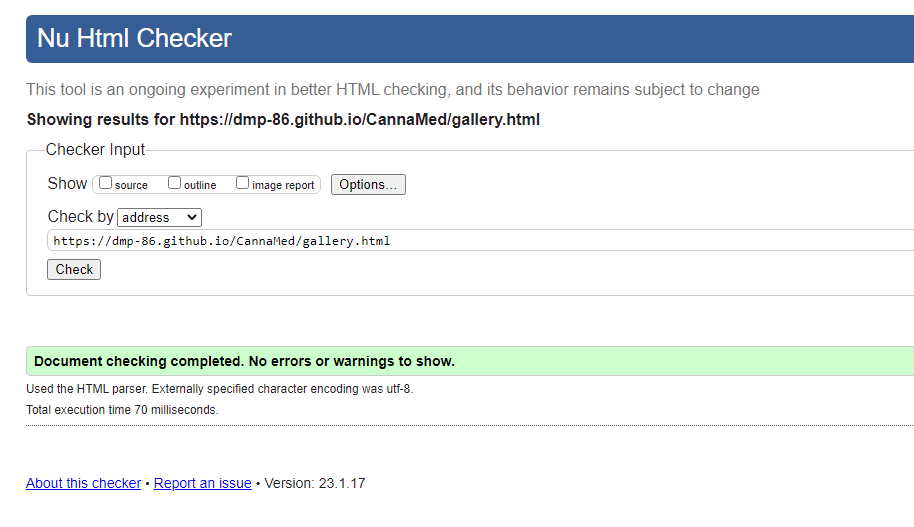 Nu Html Checker
This tool is an ongoing experiment in better HTML checking, and its behavior remains subject to change
Showing results for https://dmp-86.github.io/CannaMed/gallery.html
Checker Input
Show source outline image report Options...
Check by address
https://dmp-86.github.io/CannaMed/gallery.html
Check
Document checking completed. No errors or warnings to show.
Used the HTML parser. Externally specified character encoding was utf-8.
Total execution time 70 milliseconds.
About this checker • Report an issue • Version: 23.1.17